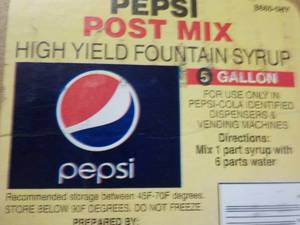 PEPSI
POST MIX
HIGH YIELD FOUNTAIN SYRUP
5 GALLON
FOR USE ONLY IN
PEPSI-COLA IDENTIFIED
DISPENSERS &
VENDING MACHINES
Directions:
Mix 1 part syrup with
6 parts water
pepsi
Recommended storage between 45F-70F degrees.
STORE BELOW 90F DEGREES. DO NOT FREEZE.
PREPARED BY: